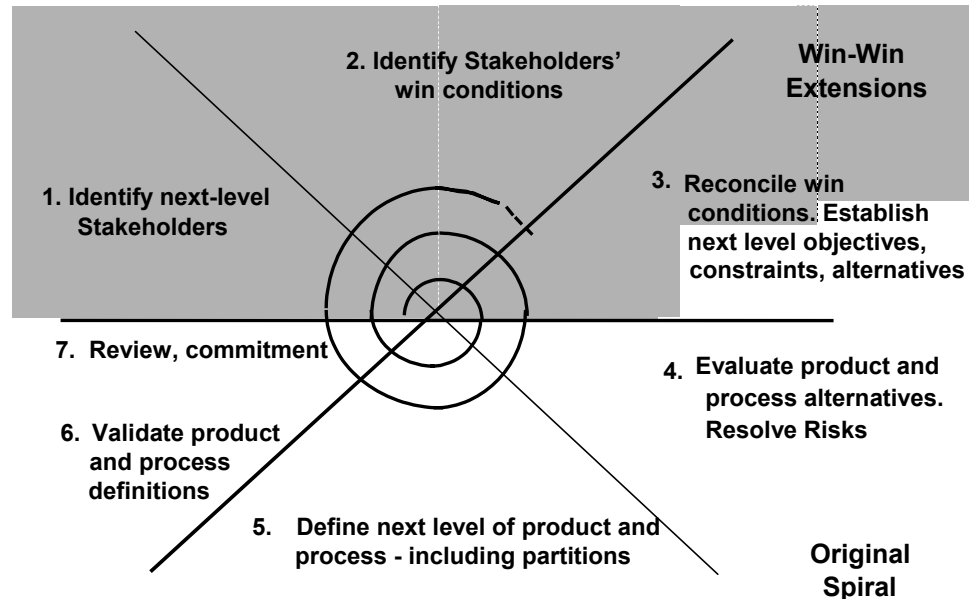 2. Identify Stakeholders'
win conditions
Win-Win
Extensions
1. Identify next-level
Stakeholders
3. Reconcile win
conditions. Establish
next level objectives,
constraints, alternatives
7. Review, commitment
4. Evaluate product and
process alternatives.
Resolve Risks
6. Validate product
and process
definitions
5. Define next level of product and
process - including partitions
Original
Spiral